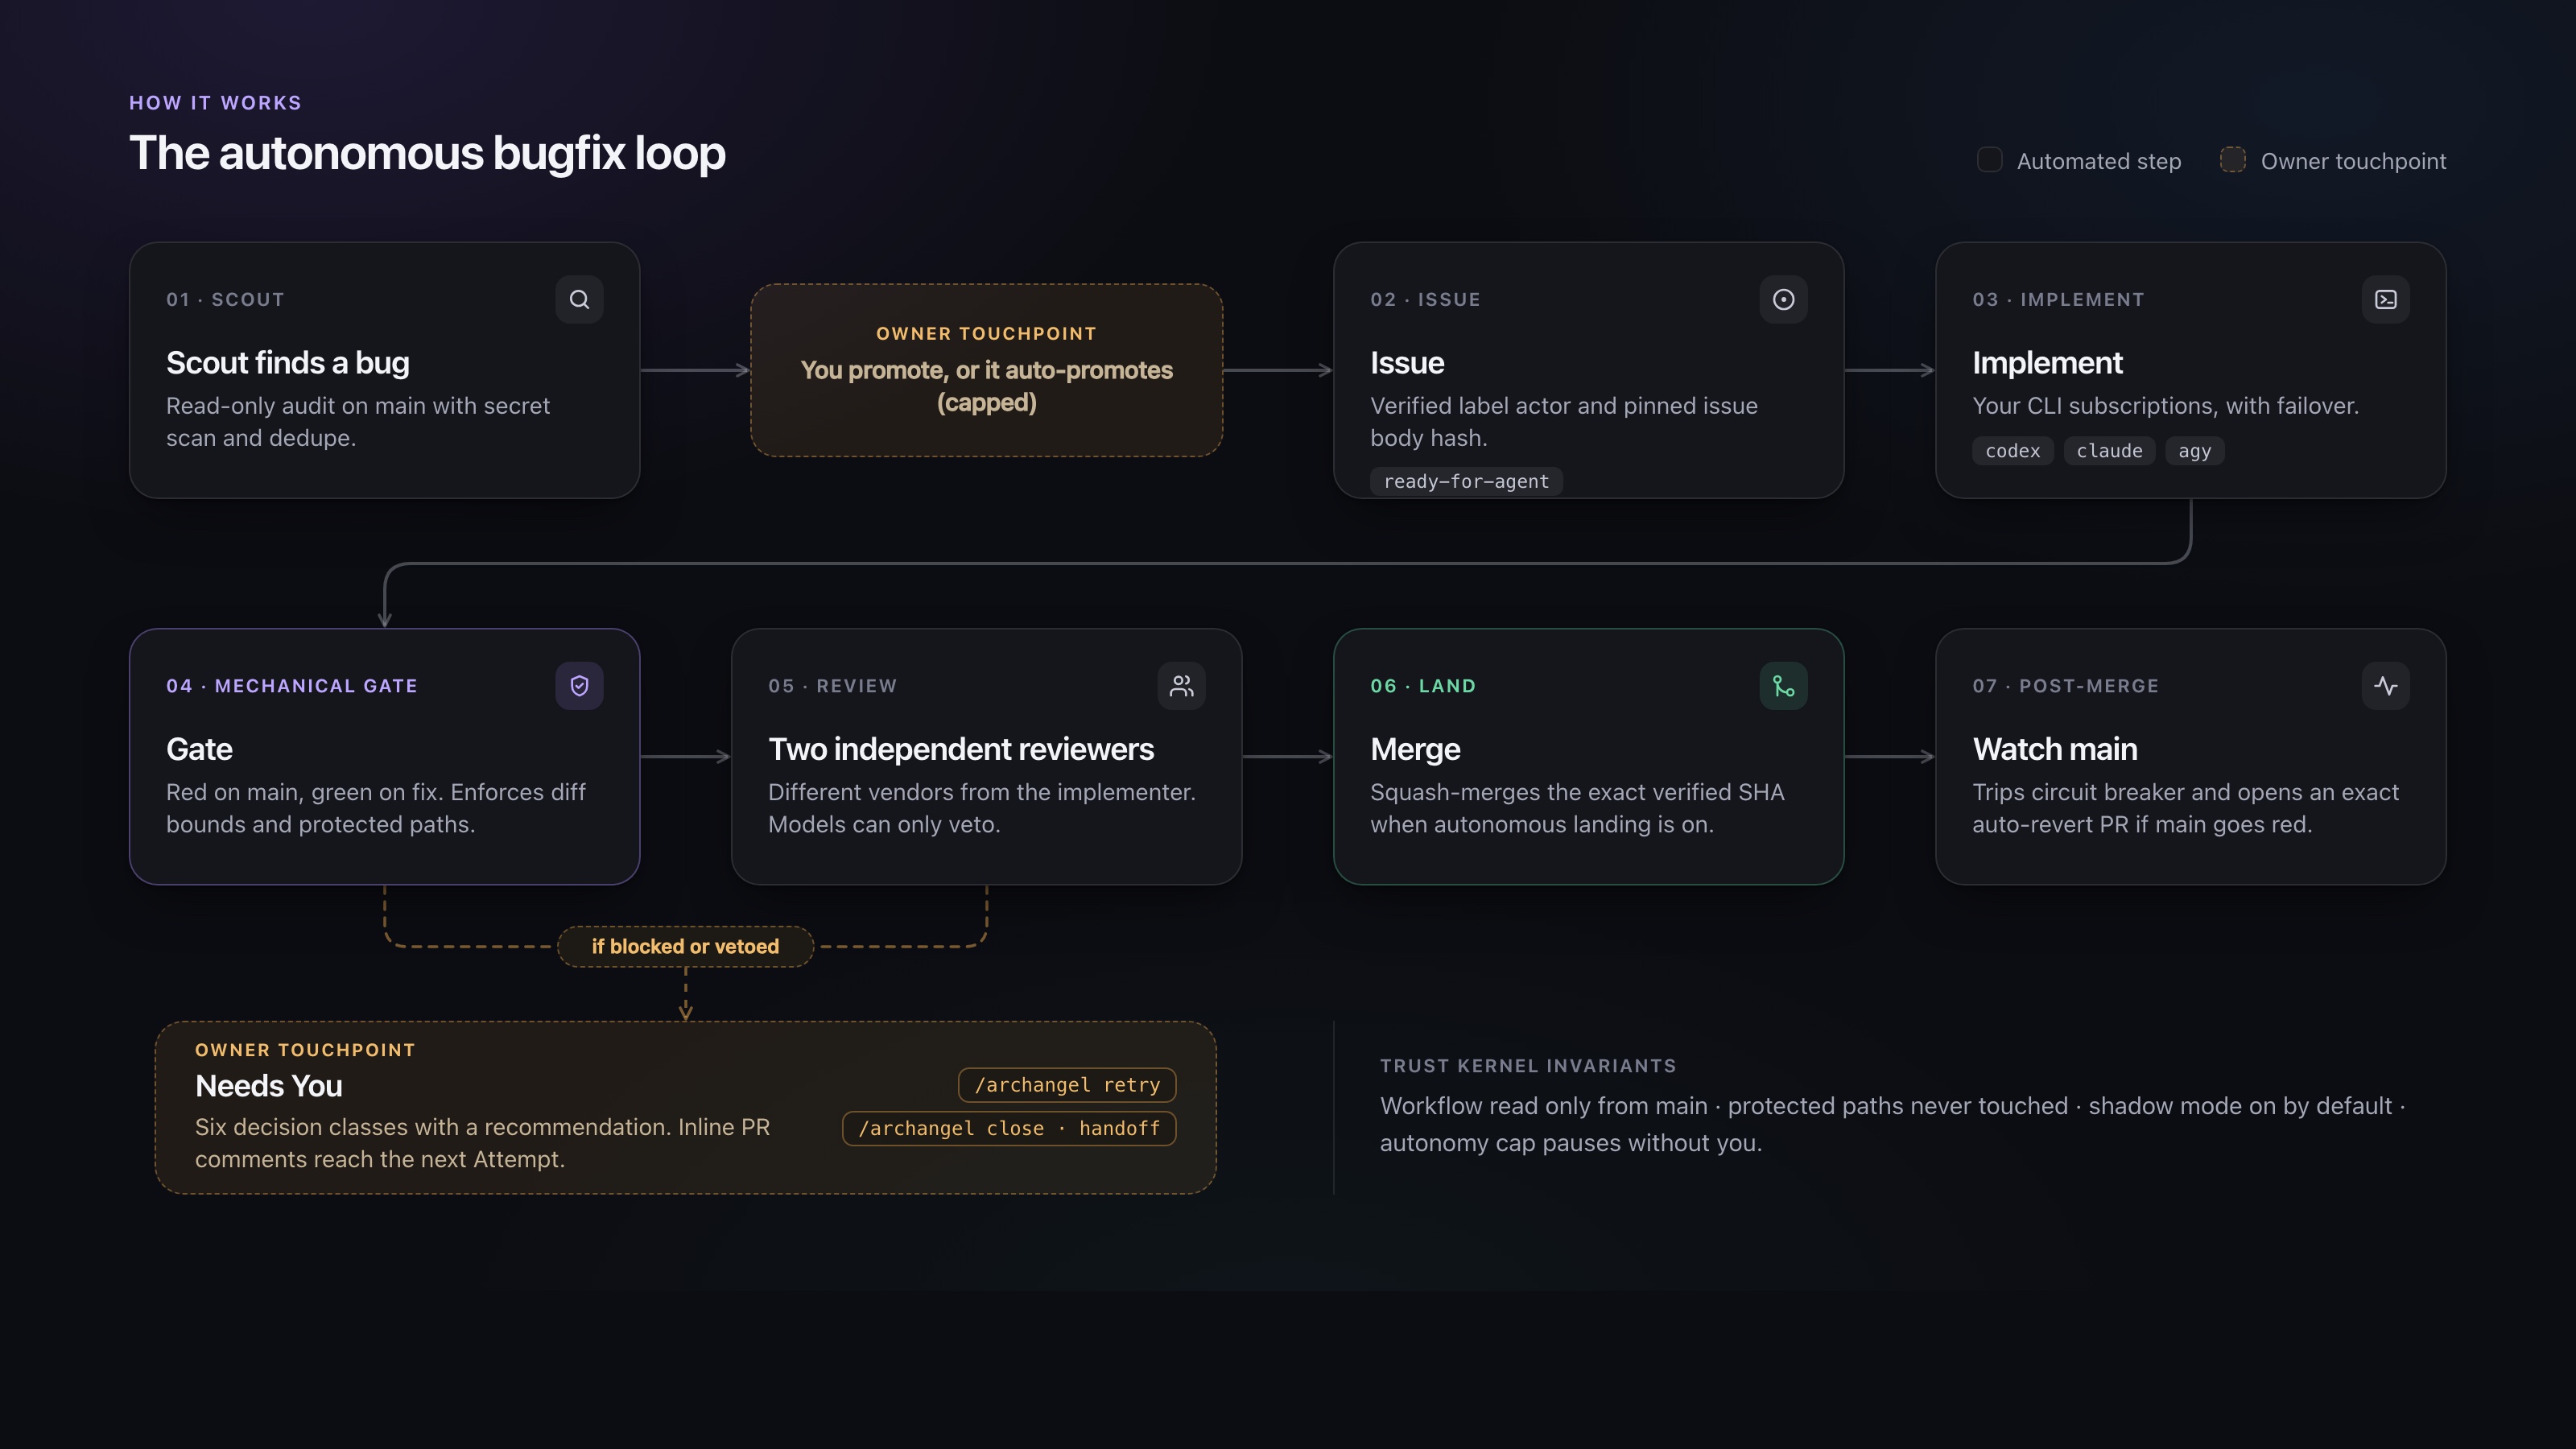 HOW IT WORKS
The autonomous bugfix loop
Automated step
Owner touchpoint
01 · SCOUT
Scout finds a bug
Read-only audit on main with secret
scan and dedupe.
OWNER TOUCHPOINT
You promote, or it auto-promotes
(capped)
02 · ISSUE
Issue
Verified label actor and pinned issue
body hash.
ready-for-agent
03 · IMPLEMENT
Implement
Your CLI subscriptions, with failover.
codex claude agy
04 · MECHANICAL GATE
Gate
Red on main, green on fix. Enforces diff
bounds and protected paths.
05 · REVIEW
Two independent reviewers
Different vendors from the implementer.
Models can only veto.
06 · LAND
Merge
Squash-merges the exact verified SHA
when autonomous landing is on.
07 · POST-MERGE
Watch main
Trips circuit breaker and opens an exact
auto-revert PR if main goes red.
if blocked or vetoed
OWNER TOUCHPOINT
Needs You
Six decision classes with a recommendation. Inline PR
comments reach the next Attempt.
/archangel retry
/archangel close · handoff
TRUST KERNEL INVARIANTS
Workflow read only from main · protected paths never touched · shadow mode on by default ·
autonomy cap pauses without you.